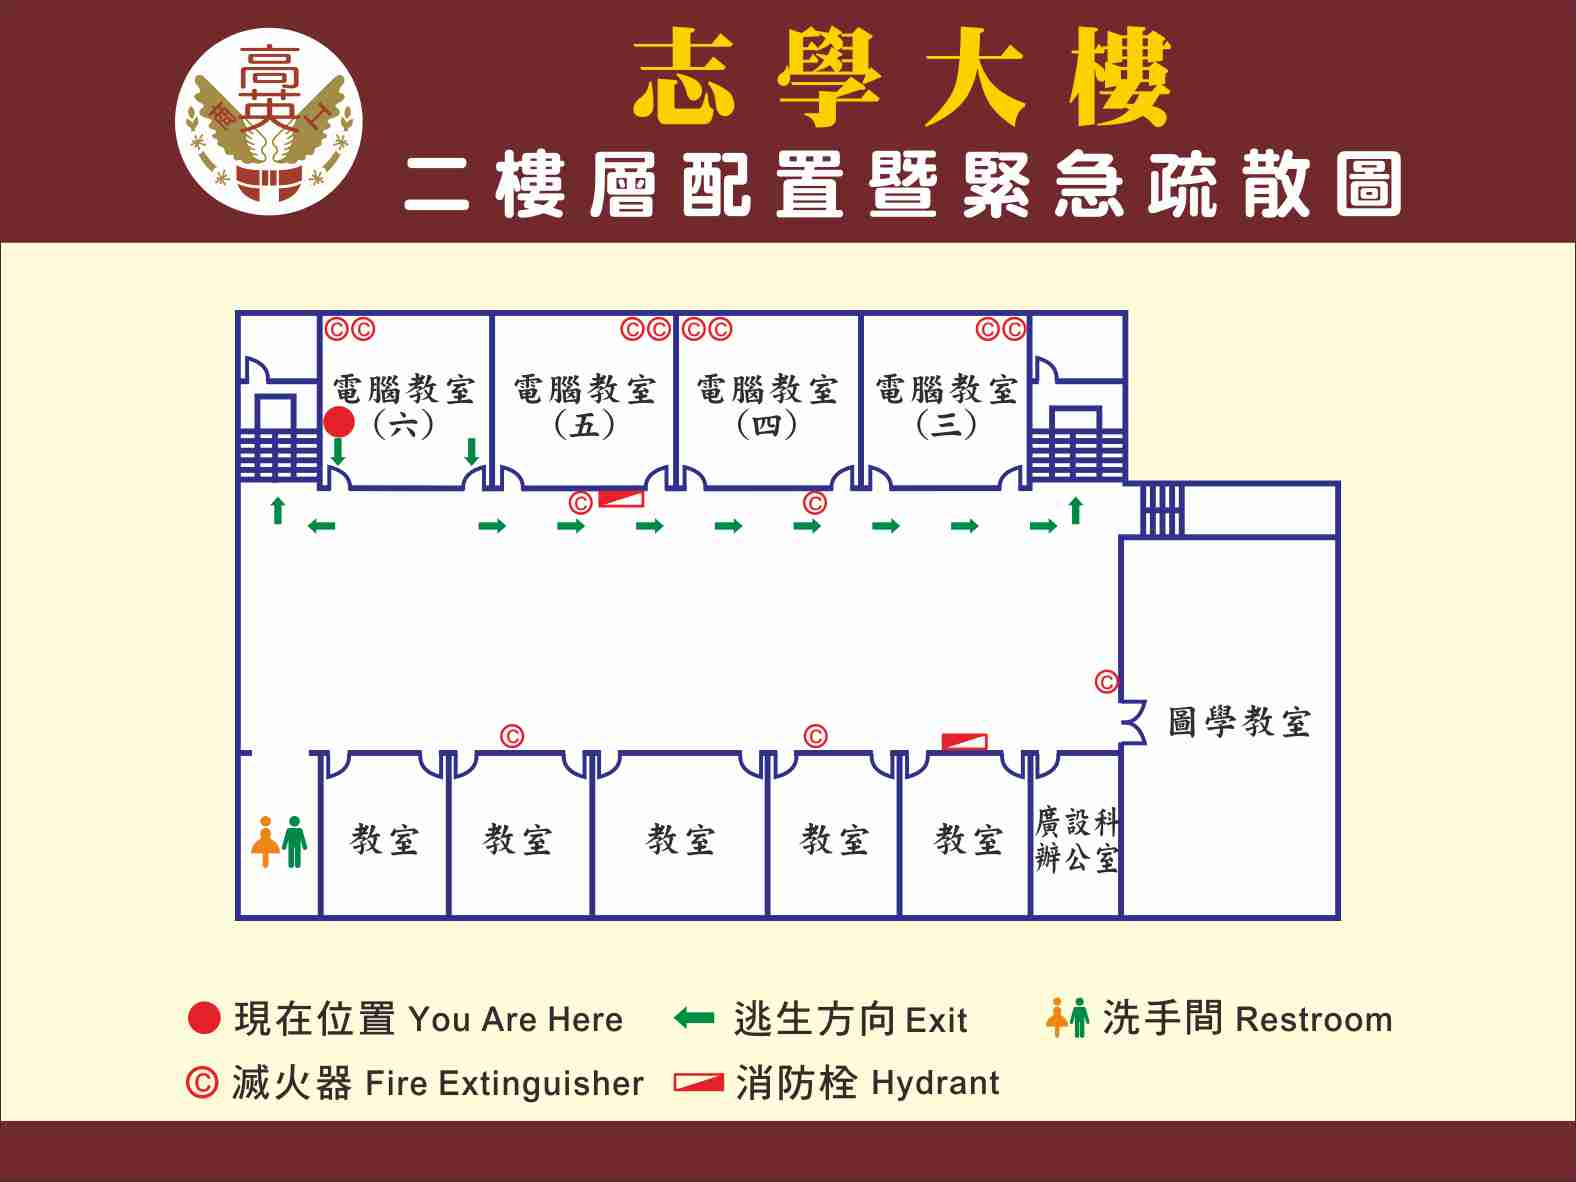 高英
商工
志學大樓
二樓層配置暨緊急疏散圖
電腦教室
(六)
電腦教室
(五)
電腦教室
(四)
電腦教室
(三)
圖學教室
教室
教室
教室
教室
教室
廣設科
辦公室
現在位置 You Are Here
逃生方向 Exit
洗手間 Restroom
C 滅火器 Fire Extinguisher
消防栓 Hydrant